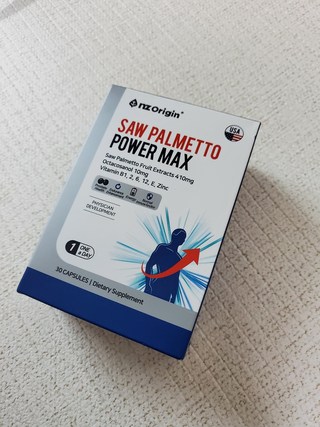 nzOrigin+
USA
SAW PALMETTO
POWER MAX
Saw Palmetto Fruit Extracts 410mg
Octacosanol 10mg
Vitamin B1, 2, 6, 12, E, Zinc
PHYSICIAN
DEVELOPMENT
1 ONE
A DAY
30 CAPSULES / Dietary Supplement